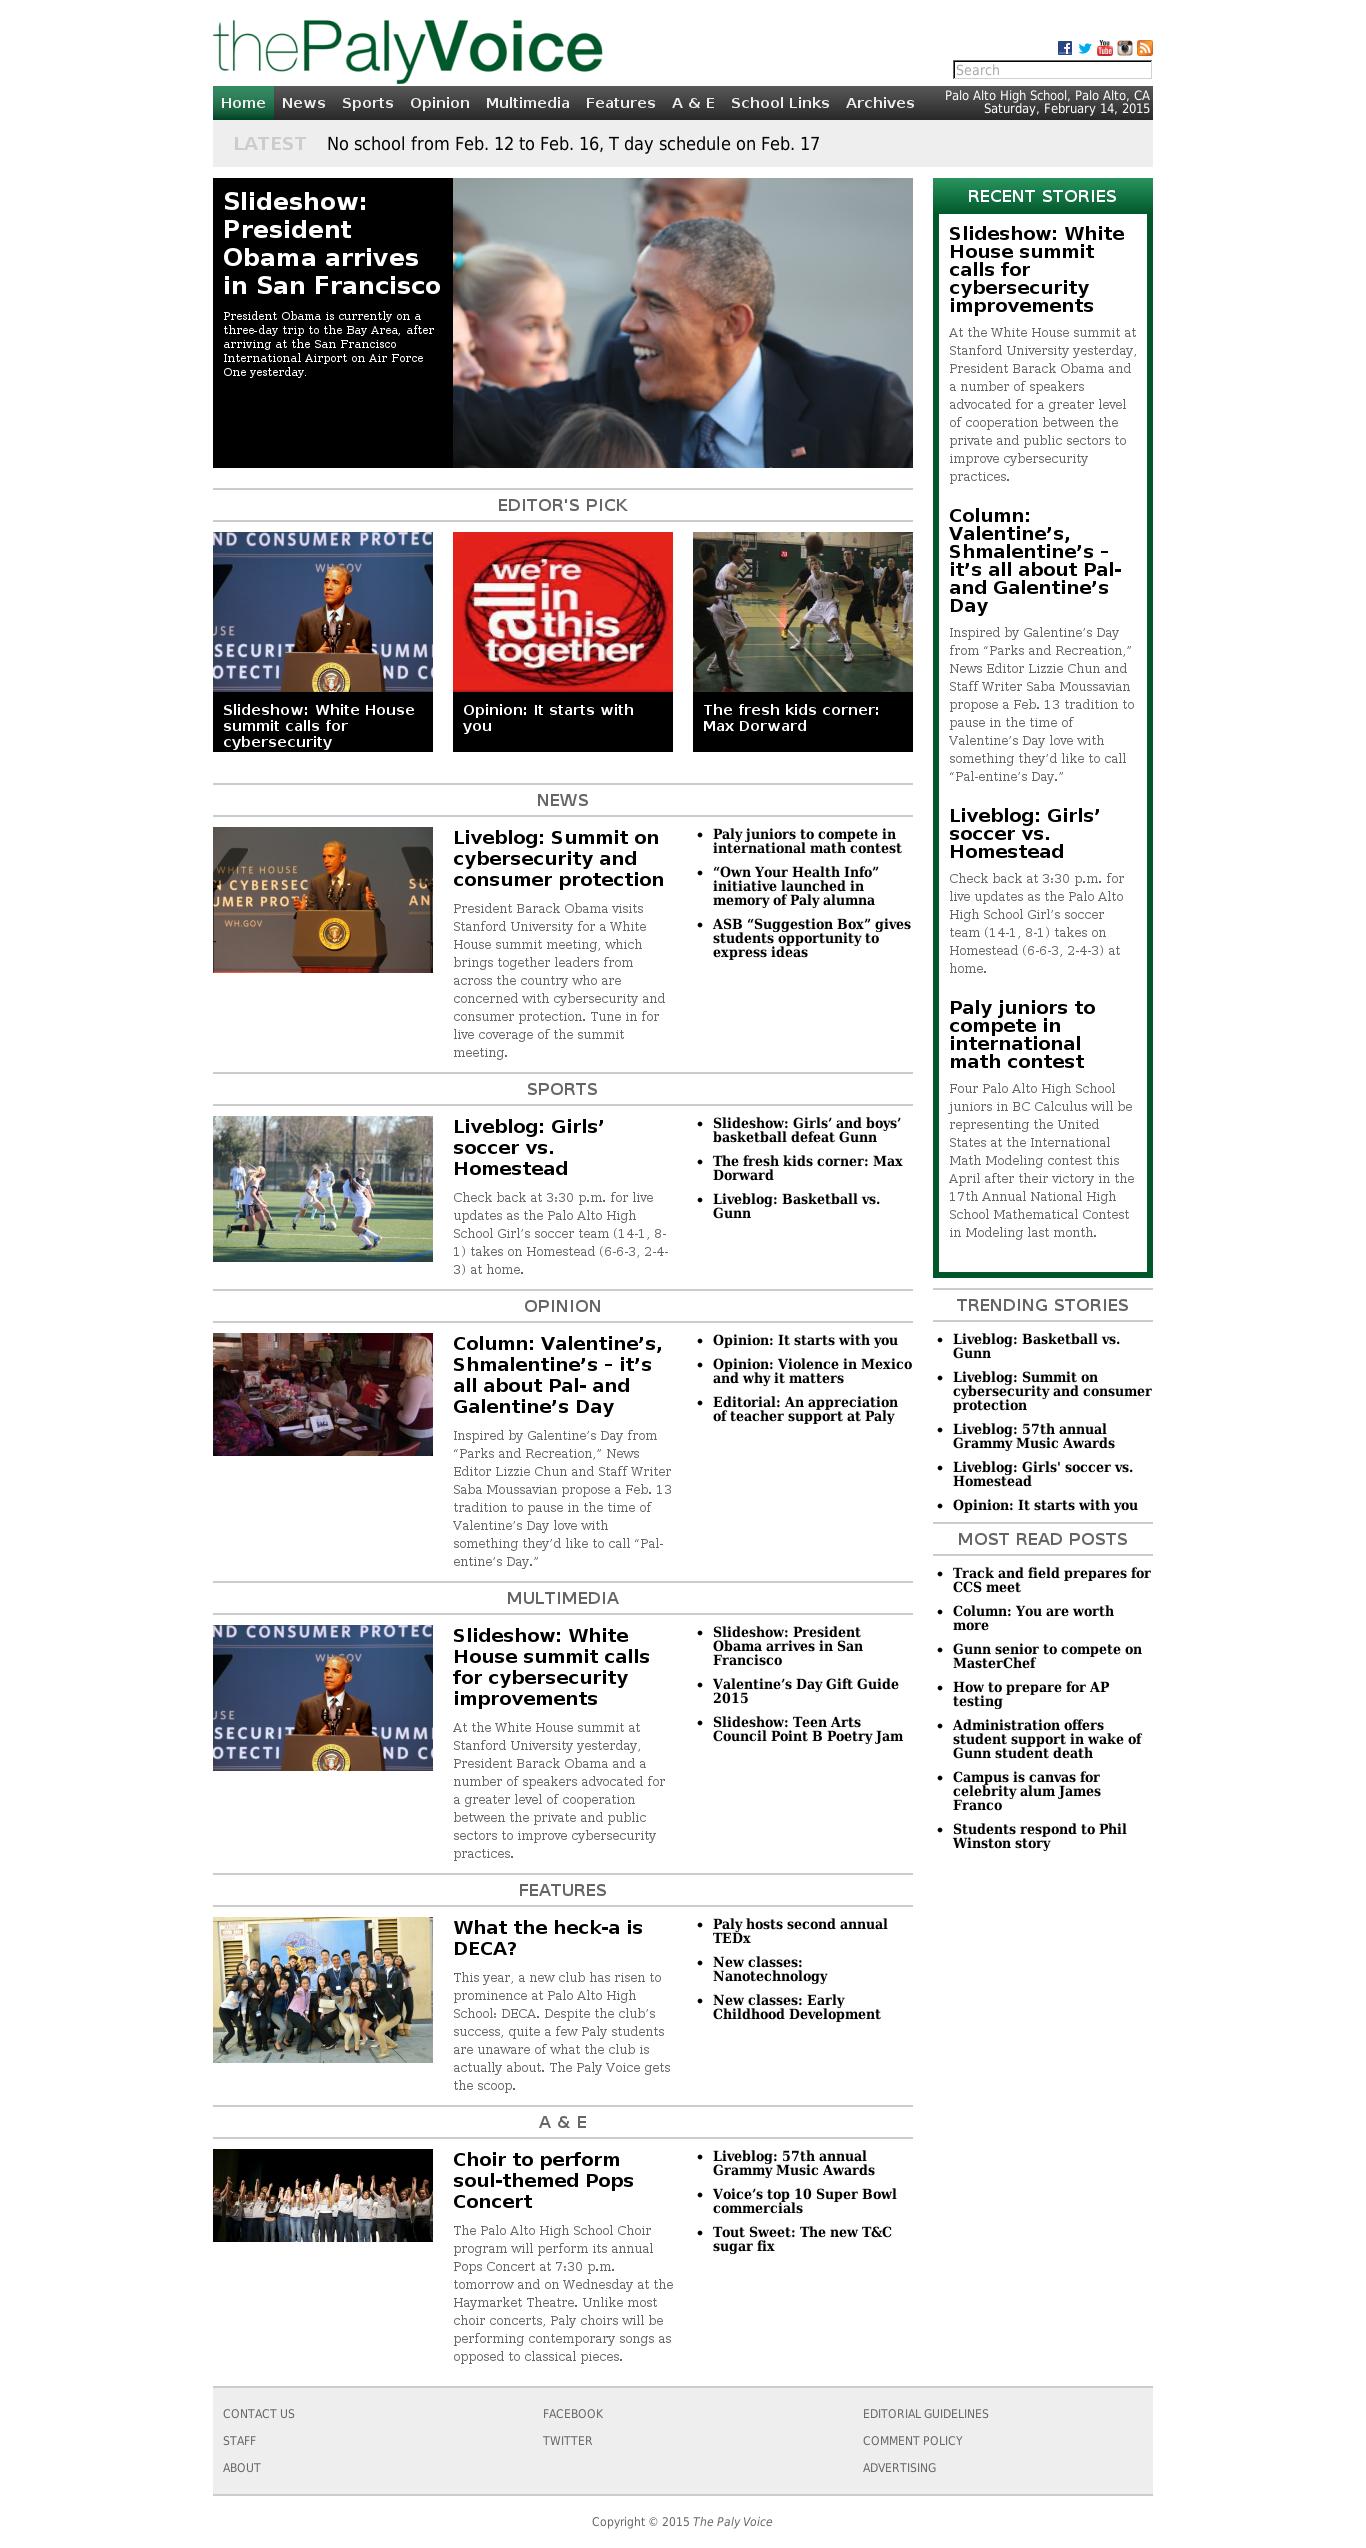 thePalyVoice
Search
Home News Sports Opinion Multimedia Features A & E School Links Archives
Palo Alto High School, Palo Alto, CA
Saturday, February 14, 2015
LATEST No school from Feb. 12 to Feb. 16, T day schedule on Feb. 17
Slideshow:
President
Obama arrives
in San Francisco
President Obama is currently on a
three-day trip to the Bay Area, after
arriving at the San Francisco
International Airport on Air Force
One yesterday.
EDITOR'S PICK
ND CONSUMER PROTEC
WH.GOV
Slideshow: White House
summit calls for
cybersecurity
we're
all in
this
together
Opinion: It starts with
you
The fresh kids corner:
Max Dorward
NEWS
WHITE HOUSE
N CYBERSEC
WH.GOV
Liveblog: Summit on
cybersecurity and
consumer protection
President Barack Obama visits
Stanford University for a White
House summit meeting, which
brings together leaders from
across the country who are
concerned with cybersecurity and
consumer protection. Tune in for
live coverage of the summit
meeting.
• Paly juniors to compete in
international math contest
• “Own Your Health Info”
initiative launched in
memory of Paly alumna
• ASB “Suggestion Box” gives
students opportunity to
express ideas
SPORTS
Liveblog: Girls’
soccer vs.
Homestead
Check back at 3:30 p.m. for live
updates as the Palo Alto High
School Girl’s soccer team (14-1, 8-
1) takes on Homestead (6-6-3, 2-4-
3) at home.
• Slideshow: Girls’ and boys’
basketball defeat Gunn
• The fresh kids corner: Max
Dorward
• Liveblog: Basketball vs.
Gunn
OPINION
Column: Valentine’s,
Shmalentine’s – it’s
all about Pal- and
Galentine’s Day
Inspired by Galentine’s Day from
“Parks and Recreation,” News
Editor Lizzie Chun and Staff Writer
Saba Moussavian propose a Feb. 13
tradition to pause in the time of
Valentine’s Day love with
something they’d like to call “Pal-
entine’s Day.”
• Opinion: It starts with you
• Opinion: Violence in Mexico
and why it matters
• Editorial: An appreciation
of teacher support at Paly
MULTIMEDIA
ND CONSUMER PROTEC
Slideshow: White
House summit calls
for cybersecurity
improvements
At the White House summit at
Stanford University yesterday,
President Barack Obama and a
number of speakers advocated for
a greater level of cooperation
between the private and public
sectors to improve cybersecurity
practices.
• Slideshow: President
Obama arrives in San
Francisco
• Valentine’s Day Gift Guide
2015
• Slideshow: Teen Arts
Council Point B Poetry Jam
FEATURES
What the heck-a is
DECA?
This year, a new club has risen to
prominence at Palo Alto High
School: DECA. Despite the club’s
success, quite a few Paly students
are unaware of what the club is
actually about. The Paly Voice gets
the scoop.
• Paly hosts second annual
TEDx
• New classes:
Nanotechnology
• New classes: Early
Childhood Development
A & E
Choir to perform
soul-themed Pops
Concert
The Palo Alto High School Choir
program will perform its annual
Pops Concert at 7:30 p.m.
tomorrow and on Wednesday at the
Haymarket Theatre. Unlike most
choir concerts, Paly choirs will be
performing contemporary songs as
opposed to classical pieces.
• Liveblog: 57th annual
Grammy Music Awards
• Voice’s top 10 Super Bowl
commercials
• Tout Sweet: The new T&C
sugar fix
RECENT STORIES
Slideshow: White
House summit
calls for
cybersecurity
improvements
At the White House summit at
Stanford University yesterday,
President Barack Obama and
a number of speakers
advocated for a greater level
of cooperation between the
private and public sectors to
improve cybersecurity
practices.
Column:
Valentine’s,
Shmalentine’s –
it’s all about Pal-
and Galentine’s
Day
Inspired by Galentine’s Day
from “Parks and Recreation,”
News Editor Lizzie Chun and
Staff Writer Saba Moussavian
propose a Feb. 13 tradition to
pause in the time of
Valentine’s Day love with
something they’d like to call
“Pal-entine’s Day.”
Liveblog: Girls’
soccer vs.
Homestead
Check back at 3:30 p.m. for
live updates as the Palo Alto
High School Girl’s soccer
team (14-1, 8-1) takes on
Homestead (6-6-3, 2-4-3) at
home.
Paly juniors to
compete in
international
math contest
Four Palo Alto High School
juniors in BC Calculus will be
representing the United
States at the International
Math Modeling contest this
April after their victory in the
17th Annual National High
School Mathematical Contest
in Modeling last month.
TRENDING STORIES
• Liveblog: Basketball vs.
Gunn
• Liveblog: Summit on
cybersecurity and consumer
protection
• Liveblog: 57th annual
Grammy Music Awards
• Liveblog: Girls' soccer vs.
Homestead
• Opinion: It starts with you
MOST READ POSTS
• Track and field prepares for
CCS meet
• Column: You are worth
more
• Gunn senior to compete on
MasterChef
• How to prepare for AP
testing
• Administration offers
student support in wake of
Gunn student death
• Campus is canvas for
celebrity alum James
Franco
• Students respond to Phil
Winston story
CONTACT US
STAFF
ABOUT
FACEBOOK
TWITTER
EDITORIAL GUIDELINES
COMMENT POLICY
ADVERTISING
Copyright © 2015 The Paly Voice